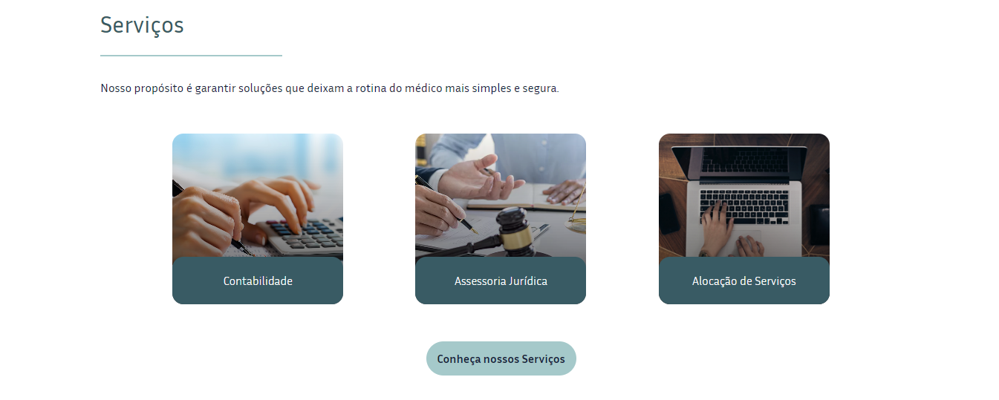 Serviços
Nosso propósito é garantir soluções que deixam a rotina do médico mais simples e segura.
Contabilidade
Assessoria Jurídica
Alocação de Serviços
Conheça nossos Serviços